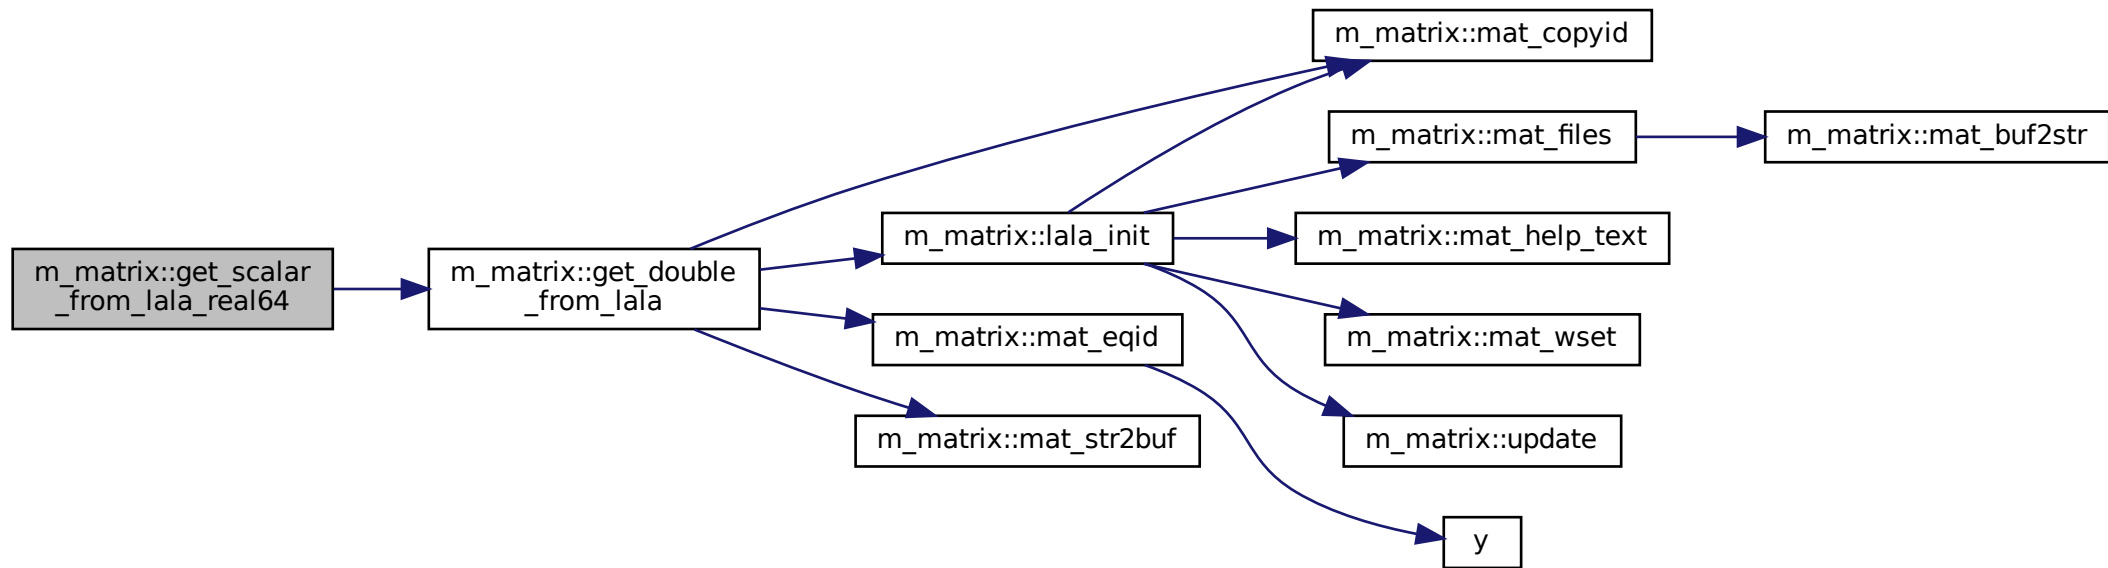 m_matrix::get_scalar
_from_lala_real64
m_matrix::get_double
_from_lala
m_matrix::mat_copyid
m_matrix::lala_init
m_matrix::mat_files
m_matrix::mat_buf2str
m_matrix::mat_help_text
m_matrix::mat_wset
m_matrix::update
m_matrix::mat_eqid
y
m_matrix::mat_str2buf